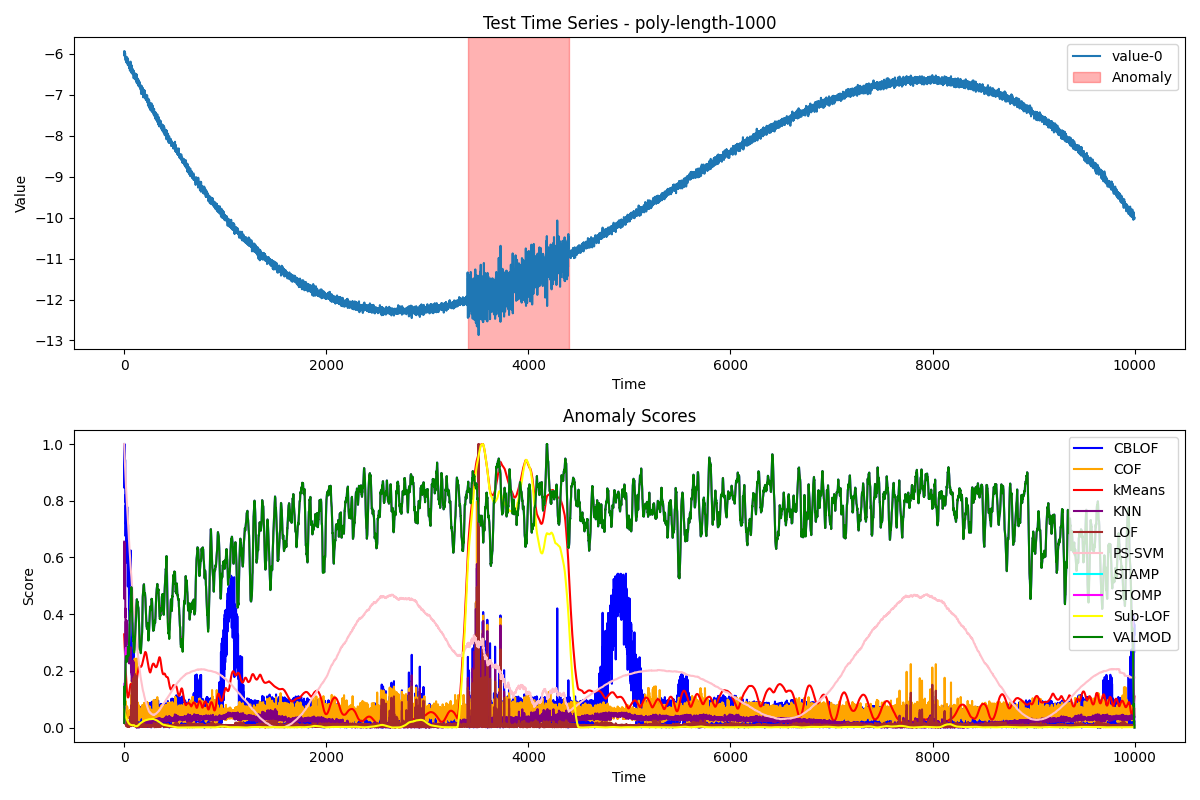 Test Time Series - poly-length-1000
Value
−6
−7
−8
−9
−10
−11
−12
−13
value-0
Anomaly
0 2000 4000 6000 8000 10000
Time
Anomaly Scores
Score
1.0
0.8
0.6
0.4
0.2
0.0
CBLOF
COF
kMeans
KNN
LOF
PS-SVM
STAMP
STOMP
Sub-LOF
VALMOD
0 2000 4000 6000 8000 10000
Time